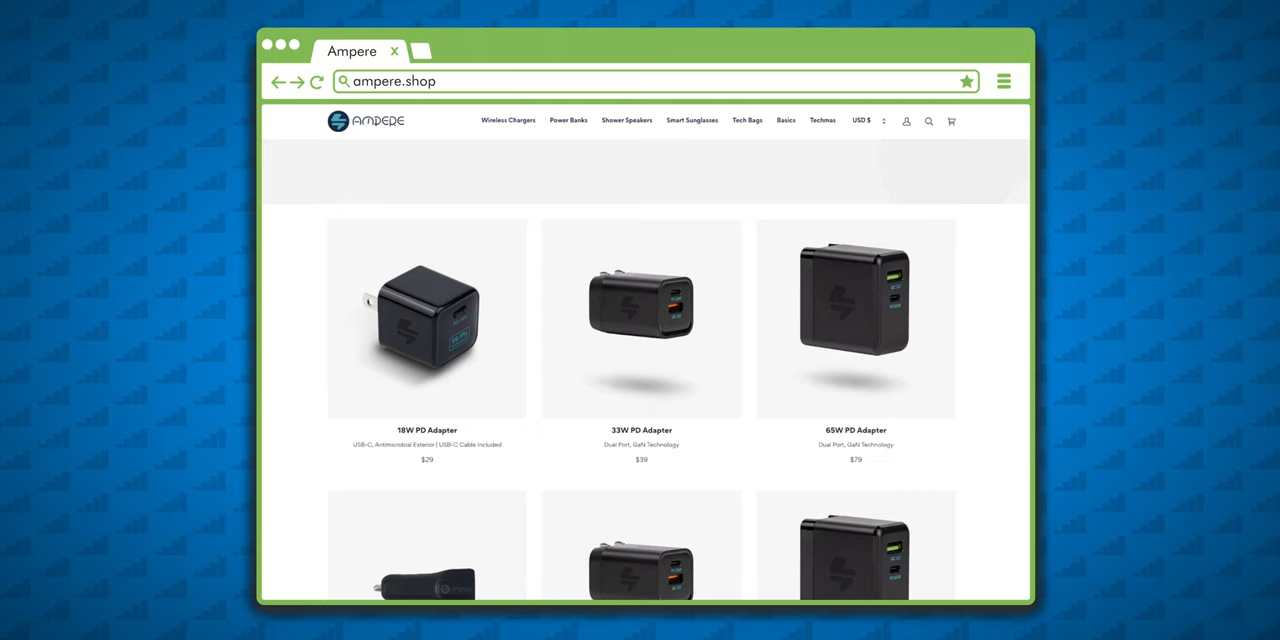 Ampere X
ampere.shop
AMPERE
Wireless Chargers Power Banks Shower Speakers Smart Sunglasses Tech Bags Basics Techmas USD $
18W PD Adapter
USB-C, Antimicrobial Exterior | USB-C Cable Included
$29
33W PD Adapter
Dual Port, GaN Technology
$39
65W PD Adapter
Dual Port, GaN Technology
$79